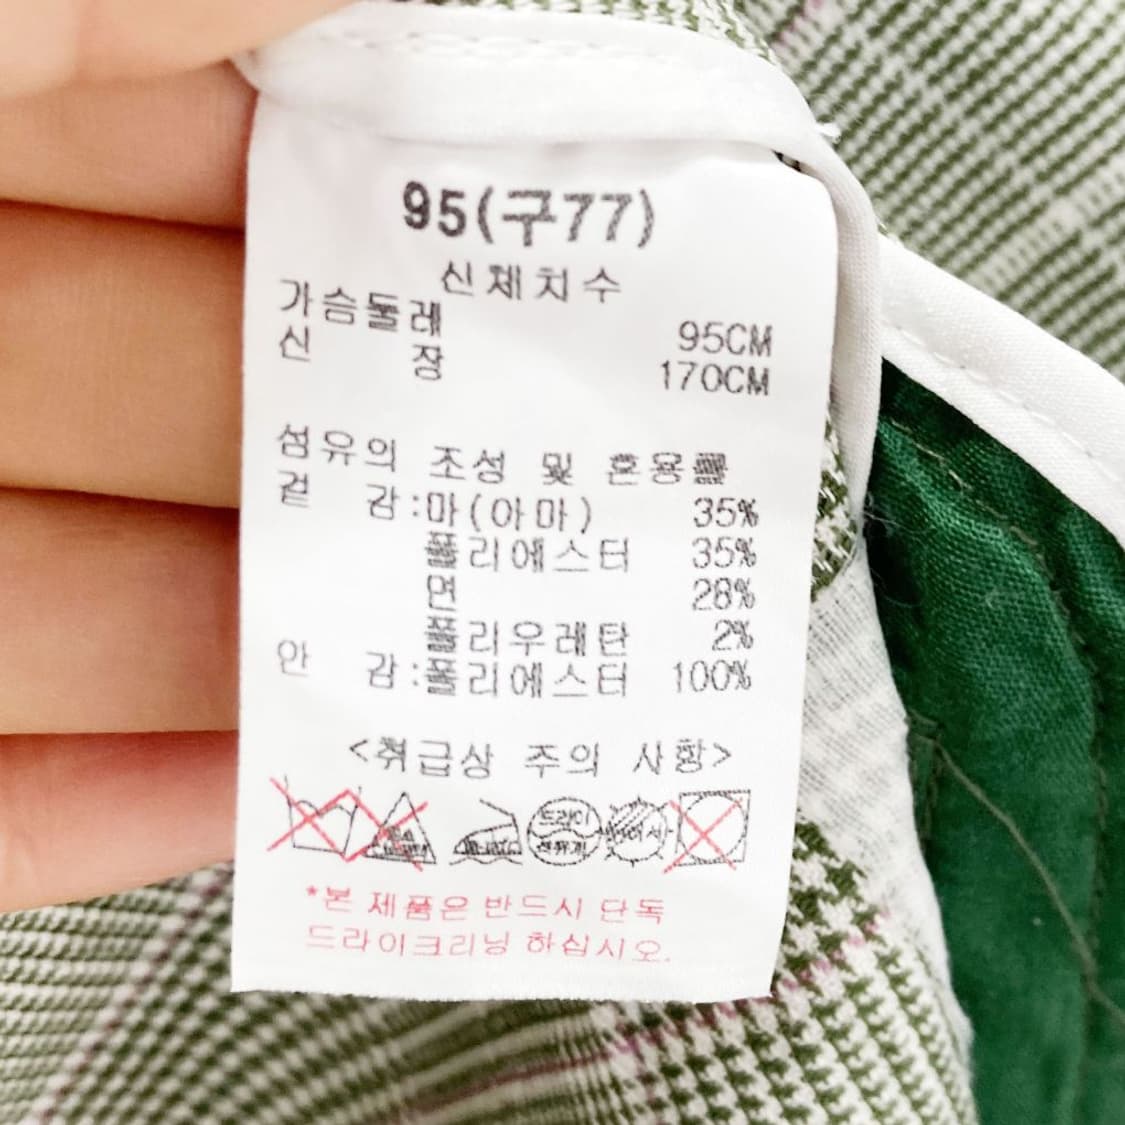 95(구77)
신체치수
가슴둘레 95CM
신 장 170CM
섬유의 조성 및 혼용률
겉 감:마(아마) 35%
폴리에스터 35%
면 28%
폴리우레탄 2%
안 감:폴리에스터 100%
<취급상 주의 사항>
드라이
*본 제품은 반드시 단독
드라이크리닝 하십시오.